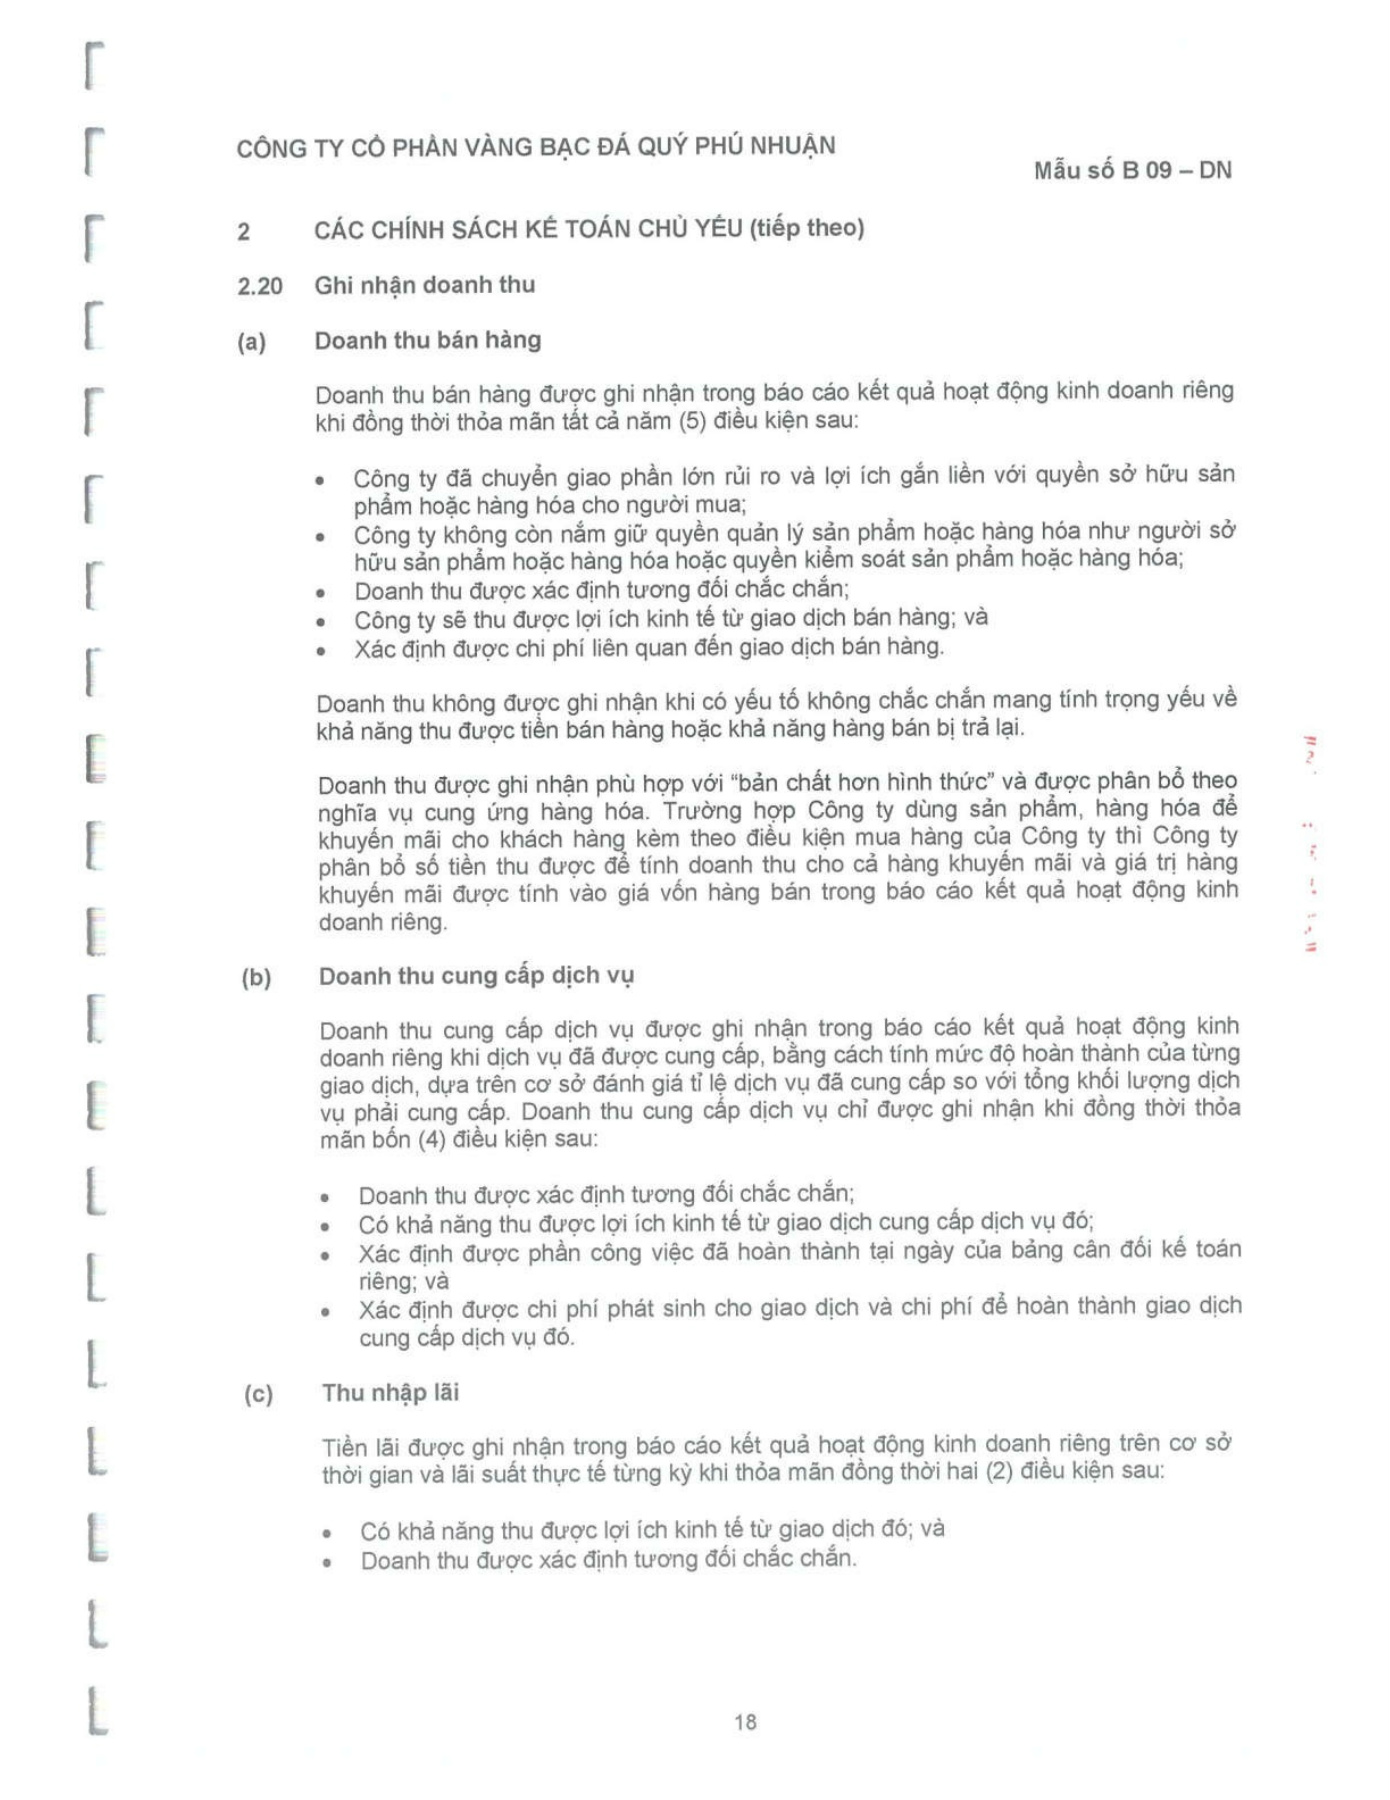 CÔNG TY CỔ PHẦN VÀNG BẠC ĐÁ QUÝ PHÚ NHUẬN
Mẫu số B 09 – DN
2 CÁC CHÍNH SÁCH KẾ TOÁN CHỦ YẾU (tiếp theo)
2.20 Ghi nhận doanh thu
(a) Doanh thu bán hàng
Doanh thu bán hàng được ghi nhận trong báo cáo kết quả hoạt động kinh doanh riêng
khi đồng thời thỏa mãn tất cả năm (5) điều kiện sau:
• Công ty đã chuyển giao phần lớn rủi ro và lợi ích gắn liền với quyền sở hữu sản
phẩm hoặc hàng hóa cho người mua;
• Công ty không còn nắm giữ quyền quản lý sản phẩm hoặc hàng hóa như người sở
hữu sản phẩm hoặc hàng hóa hoặc quyền kiểm soát sản phẩm hoặc hàng hóa;
• Doanh thu được xác định tương đối chắc chắn;
• Công ty sẽ thu được lợi ích kinh tế từ giao dịch bán hàng; và
• Xác định được chi phí liên quan đến giao dịch bán hàng.
Doanh thu không được ghi nhận khi có yếu tố không chắc chắn mang tính trọng yếu về
khả năng thu được tiền bán hàng hoặc khả năng hàng bán bị trả lại.
Doanh thu được ghi nhận phù hợp với “bản chất hơn hình thức” và được phân bổ theo
nghĩa vụ cung ứng hàng hóa. Trường hợp Công ty dùng sản phẩm, hàng hóa để
khuyến mãi cho khách hàng kèm theo điều kiện mua hàng của Công ty thì Công ty
phân bổ số tiền thu được để tính doanh thu cho cả hàng khuyến mãi và giá trị hàng
khuyến mãi được tính vào giá vốn hàng bán trong báo cáo kết quả hoạt động kinh
doanh riêng.
(b) Doanh thu cung cấp dịch vụ
Doanh thu cung cấp dịch vụ được ghi nhận trong báo cáo kết quả hoạt động kinh
doanh riêng khi dịch vụ đã được cung cấp, bằng cách tính mức độ hoàn thành của từng
giao dịch, dựa trên cơ sở đánh giá tỉ lệ dịch vụ đã cung cấp so với tổng khối lượng dịch
vụ phải cung cấp. Doanh thu cung cấp dịch vụ chỉ được ghi nhận khi đồng thời thỏa
mãn bốn (4) điều kiện sau:
• Doanh thu được xác định tương đối chắc chắn;
• Có khả năng thu được lợi ích kinh tế từ giao dịch cung cấp dịch vụ đó;
• Xác định được phần công việc đã hoàn thành tại ngày của bảng cân đối kế toán
riêng; và
• Xác định được chi phí phát sinh cho giao dịch và chi phí để hoàn thành giao dịch
cung cấp dịch vụ đó.
(c) Thu nhập lãi
Tiền lãi được ghi nhận trong báo cáo kết quả hoạt động kinh doanh riêng trên cơ sở
thời gian và lãi suất thực tế từng kỳ khi thỏa mãn đồng thời hai (2) điều kiện sau:
• Có khả năng thu được lợi ích kinh tế từ giao dịch đó; và
• Doanh thu được xác định tương đối chắc chắn.
18